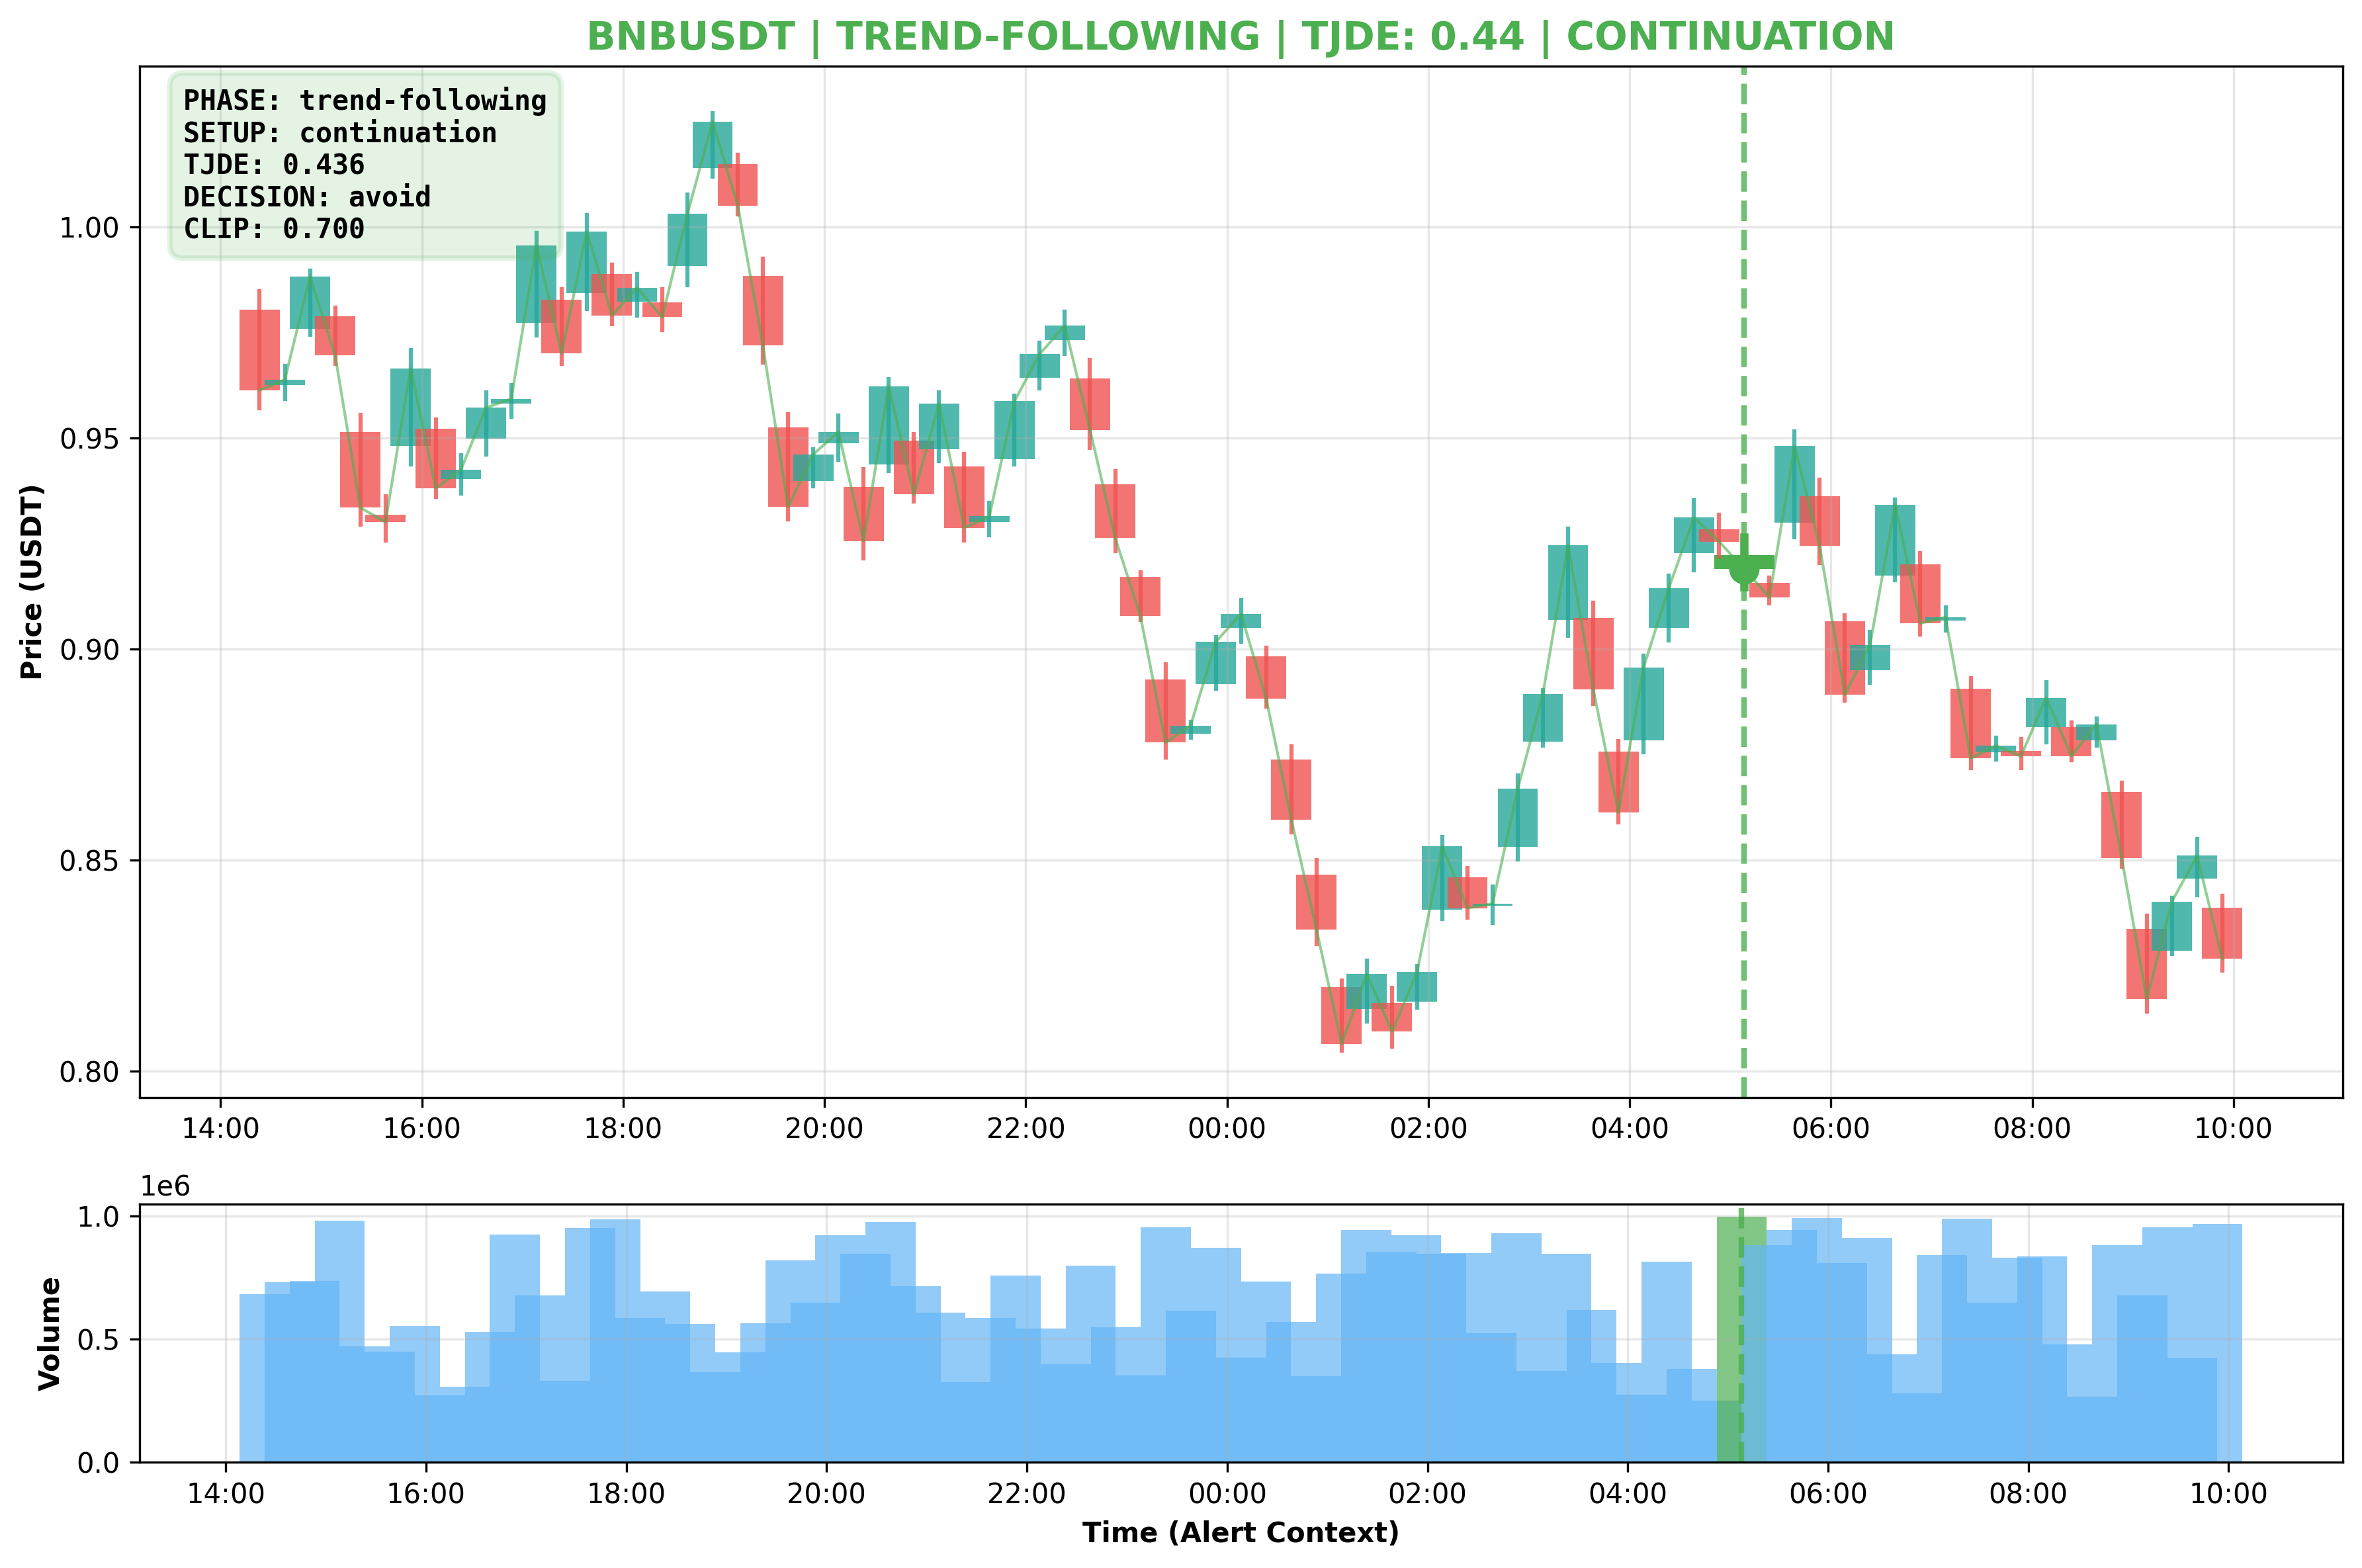 BNBUSDT | TREND-FOLLOWING | TJDE: 0.44 | CONTINUATION
PHASE: trend-following
SETUP: continuation
TJDE: 0.436
DECISION: avoid
CLIP: 0.700
Price (USDT)
1.00
0.95
0.90
0.85
0.80
14:00 16:00 18:00 20:00 22:00 00:00 02:00 04:00 06:00 08:00 10:00
1e6
Volume
1.0
0.5
0.0
14:00 16:00 18:00 20:00 22:00 00:00 02:00 04:00 06:00 08:00 10:00
Time (Alert Context)